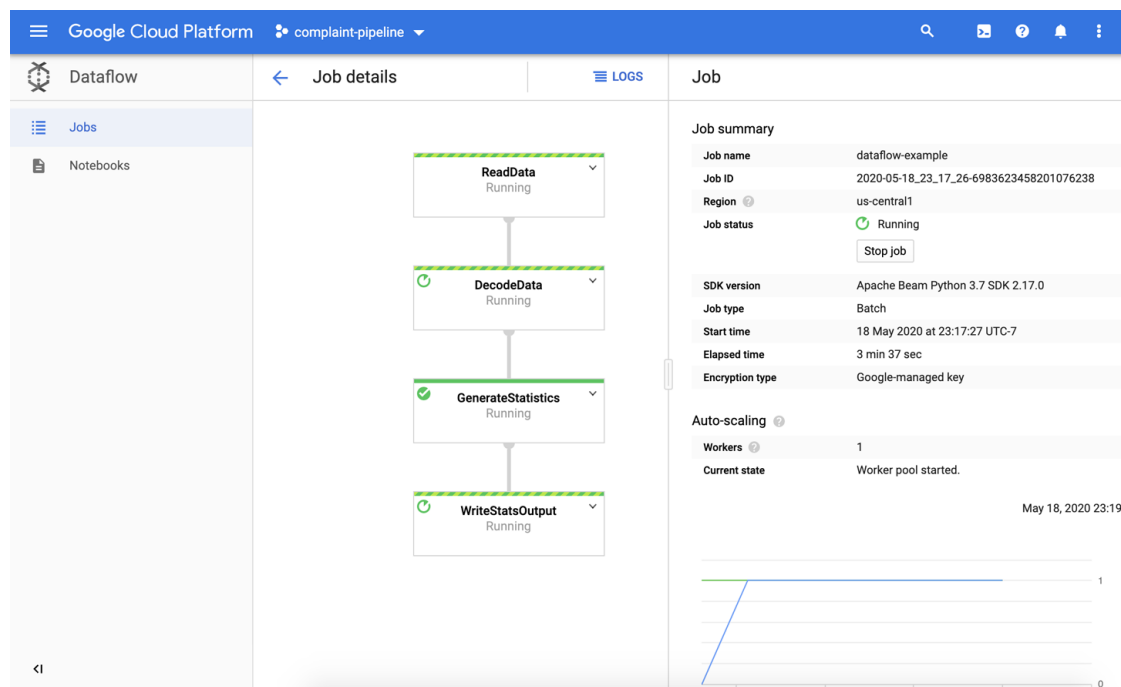 Google Cloud Platform
complaint-pipeline
Dataflow
Job details
LOGS
Job
Jobs
Notebooks
ReadData
Running
DecodeData
Running
GenerateStatistics
Running
WriteStatsOutput
Running
Job summary
Job name dataflow-example
Job ID 2020-05-18_23_17_26-6983623458201076238
Region us-central1
Job status Running
Stop job
SDK version Apache Beam Python 3.7 SDK 2.17.0
Job type Batch
Start time 18 May 2020 at 23:17:27 UTC-7
Elapsed time 3 min 37 sec
Encryption type Google-managed key
Auto-scaling
Workers 1
Current state Worker pool started.
May 18, 2020 23:19
1
0